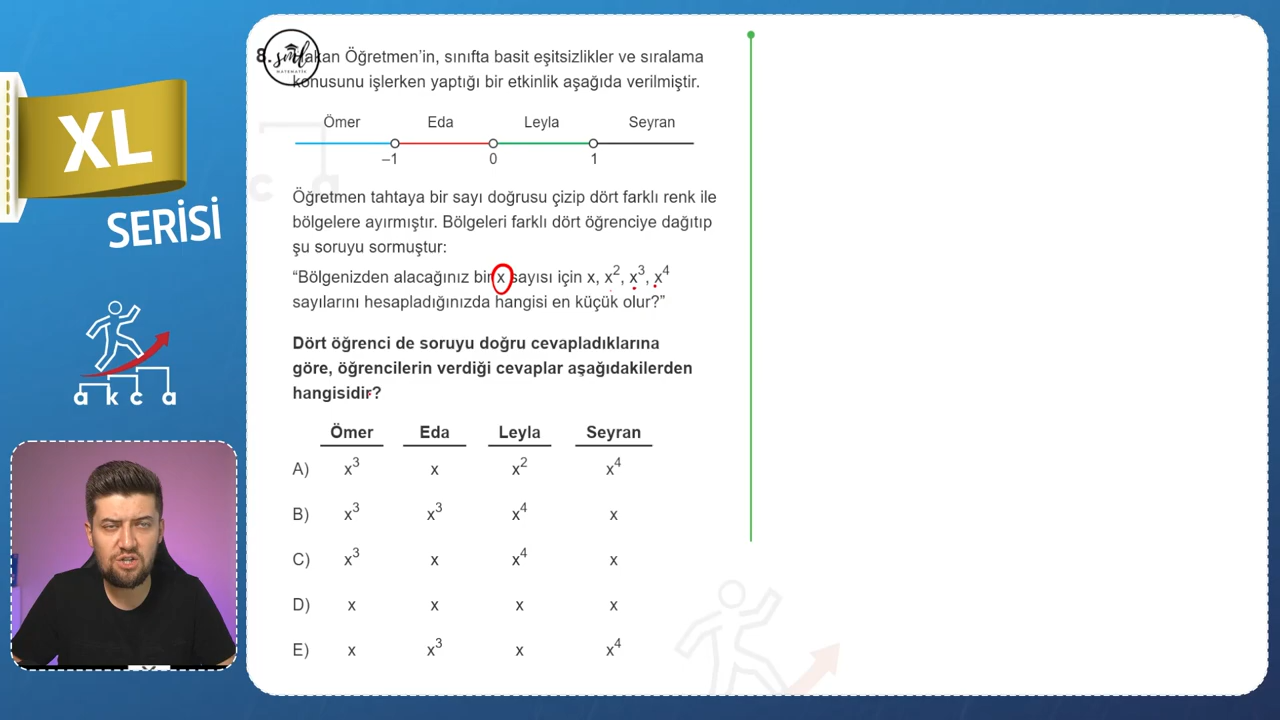 XL
SERİSİ
akca
sml
MATEMATİK
8. Hakan Öğretmen'in, sınıfta basit eşitsizlikler ve sıralama
konusunu işlerken yaptığı bir etkinlik aşağıda verilmiştir.
Ömer Eda Leyla Seyran
–1 0 1
Öğretmen tahtaya bir sayı doğrusu çizip dört farklı renk ile
bölgelere ayırmıştır. Bölgeleri farklı dört öğrenciye dağıtıp
şu soruyu sormuştur:
“Bölgenizden alacağınız bir x sayısı için x, x², x³, x⁴
sayılarını hesapladığınızda hangisi en küçük olur?”
Dört öğrenci de soruyu doğru cevapladıklarına
göre, öğrencilerin verdiği cevaplar aşağıdakilerden
hangisidir?
Ömer Eda Leyla Seyran
A) x³ x x² x⁴
B) x³ x³ x⁴ x
C) x³ x x⁴ x
D) x x x x
E) x x³ x x⁴